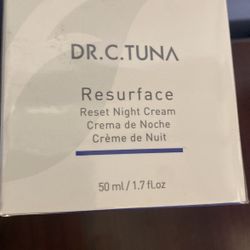 DR.C.TUNA
Resurface
Reset Night Cream
Crema de Noche
Crème de Nuit
50 ml / 1.7 fl.oz